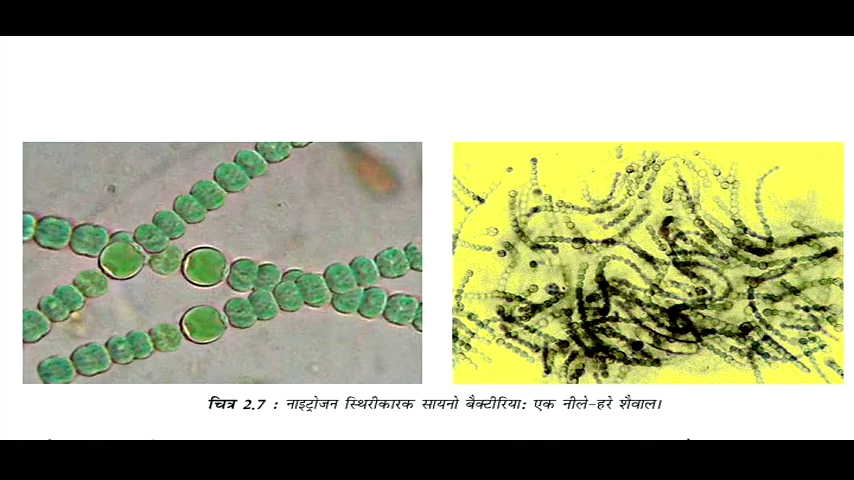 चित्र 2.7 : नाइट्रोजन स्थिरीकारक सायनो बैक्टीरिया: एक नीले-हरे शैवाल।